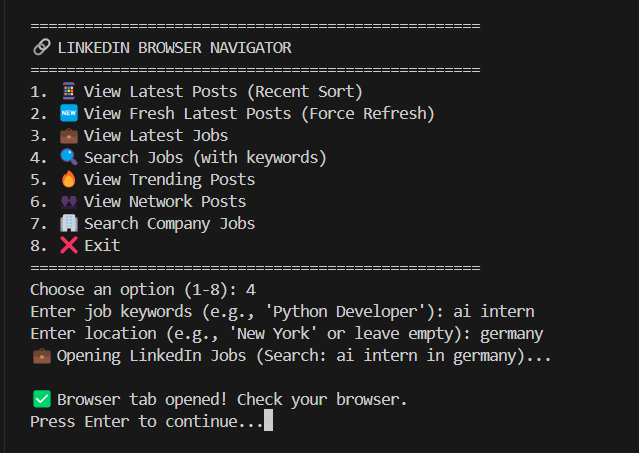 ==================================================
🔗 LINKEDIN BROWSER NAVIGATOR
==================================================
1. 📱 View Latest Posts (Recent Sort)
2. 🆕 View Fresh Latest Posts (Force Refresh)
3. 💼 View Latest Jobs
4. 🔍 Search Jobs (with keywords)
5. 🔥 View Trending Posts
6. 👥 View Network Posts
7. 🏢 Search Company Jobs
8. ❌ Exit
==================================================
Choose an option (1-8): 4
Enter job keywords (e.g., 'Python Developer'): ai intern
Enter location (e.g., 'New York' or leave empty): germany
💼 Opening LinkedIn Jobs (Search: ai intern in germany)...
✅ Browser tab opened! Check your browser.
Press Enter to continue...